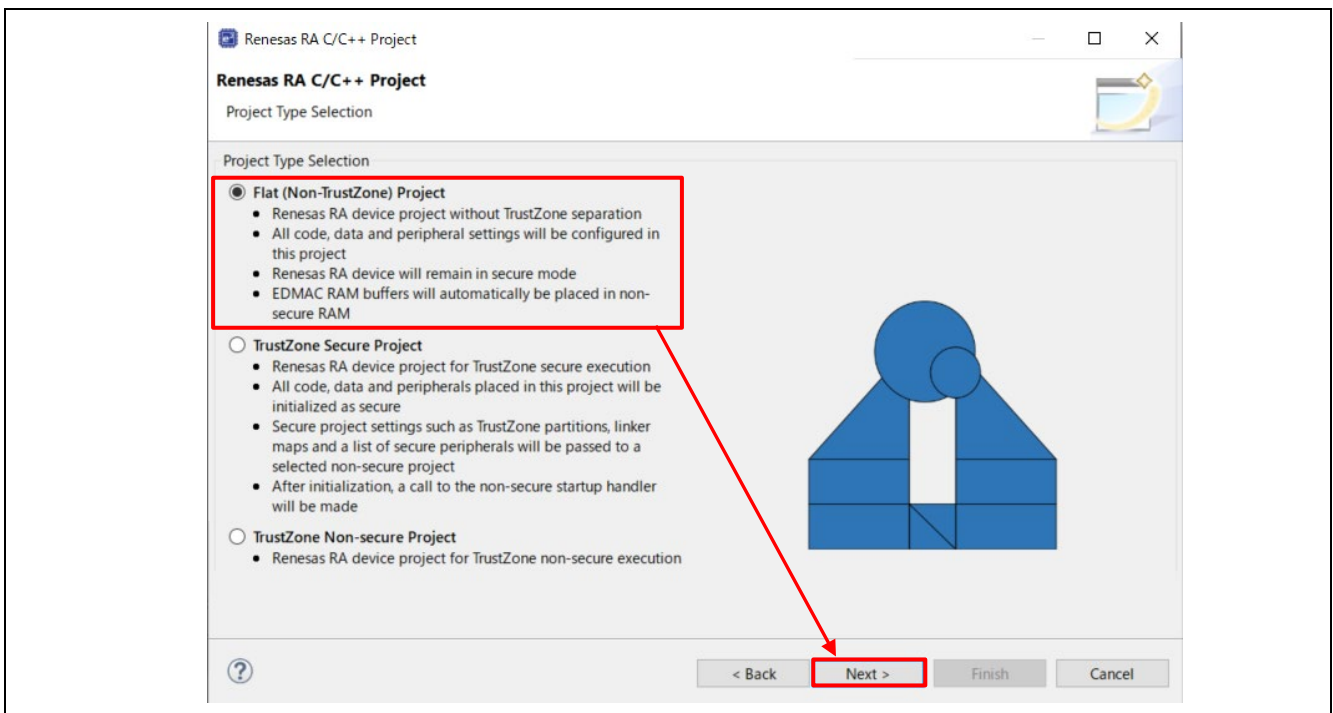 Renesas RA C/C++ Project
Renesas RA C/C++ Project
Project Type Selection
Project Type Selection
Flat (Non-TrustZone) Project
• Renesas RA device project without TrustZone separation
• All code, data and peripheral settings will be configured in
this project
• Renesas RA device will remain in secure mode
• EDMAC RAM buffers will automatically be placed in non-
secure RAM
TrustZone Secure Project
• Renesas RA device project for TrustZone secure execution
• All code, data and peripherals placed in this project will be
initialized as secure
• Secure project settings such as TrustZone partitions, linker
maps and a list of secure peripherals will be passed to a
selected non-secure project
• After initialization, a call to the non-secure startup handler
will be made
TrustZone Non-secure Project
• Renesas RA device project for TrustZone non-secure execution
? < Back Next > Finish Cancel